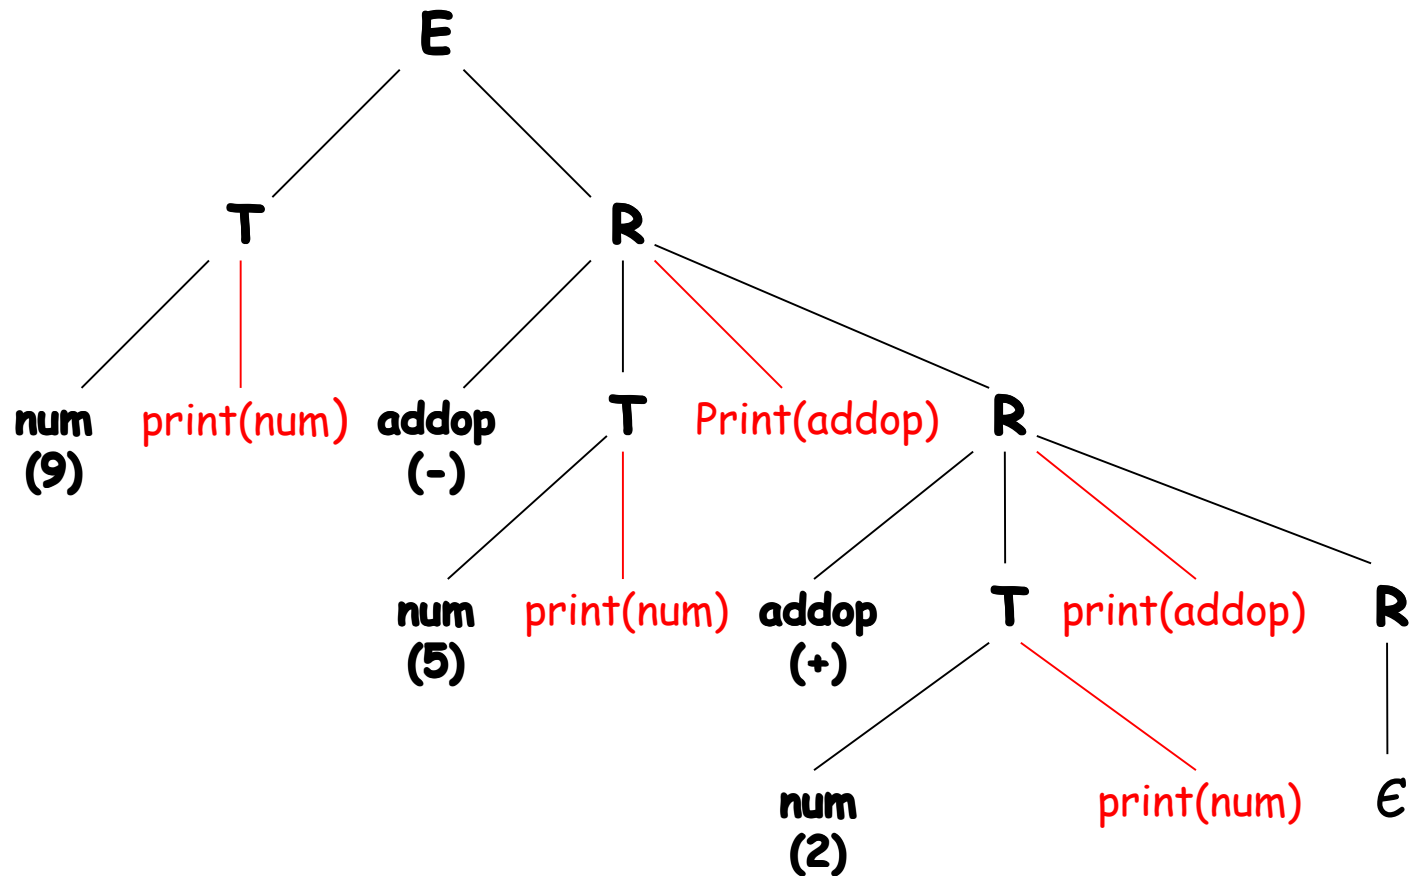 E
T R
num print(num) addop T Print(addop) R
(9) (-)
num print(num) addop T print(addop) R
(5) (+)
num print(num) ϵ
(2)